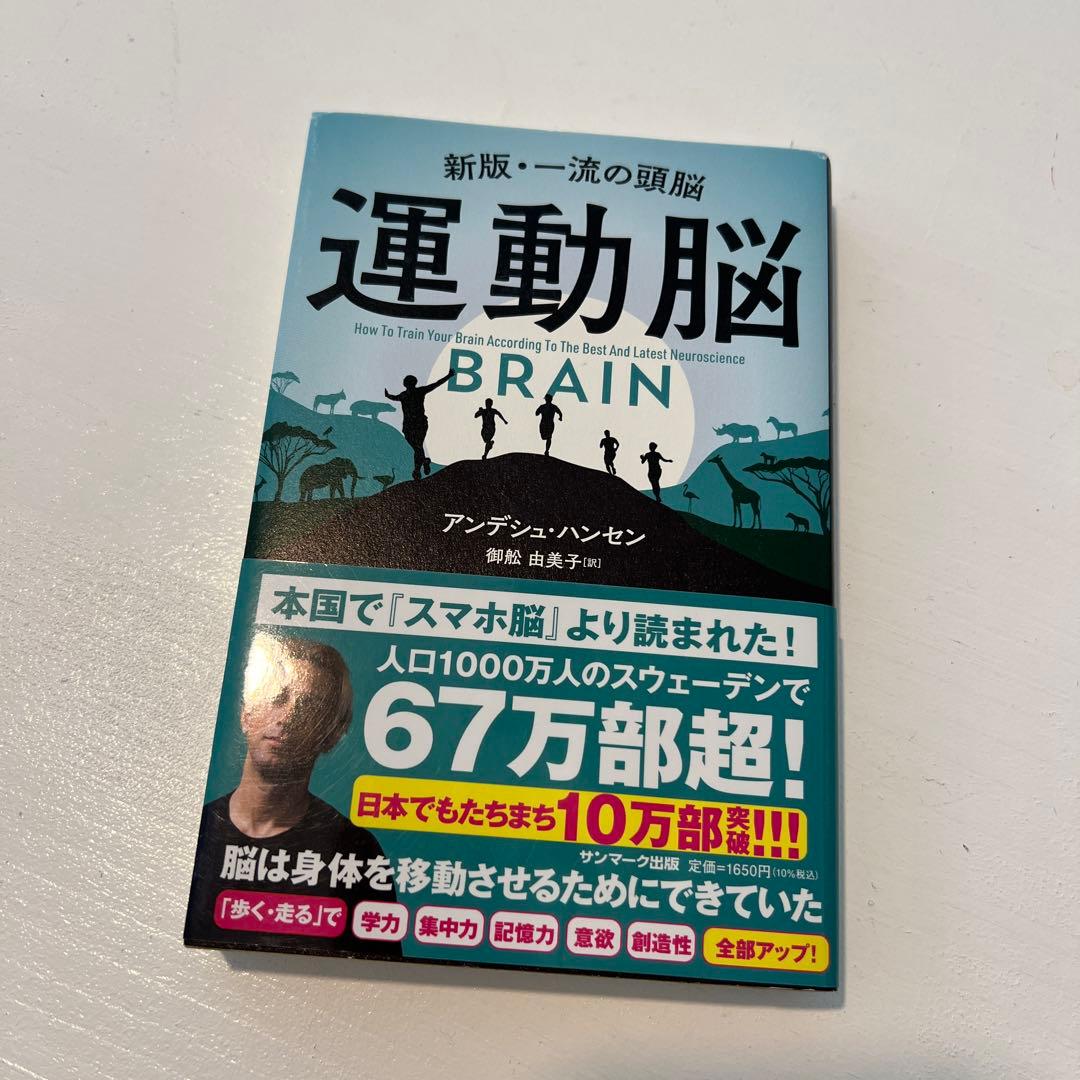 新版・一流の頭脳
運動脳
How To Train Your Brain According To The Best And Latest Neuroscience
BRAIN
アンデシュ・ハンセン
御舩 由美子[訳]
本国で『スマホ脳』より読まれた!
人口1000万人のスウェーデンで
67万部超!
日本でもたちまち10万部突破!!!
サンマーク出版 定価=1650円(10%税込)
脳は身体を移動させるためにできていた
「歩く・走る」で 学力 集中力 記憶力 意欲 創造性 全部アップ!